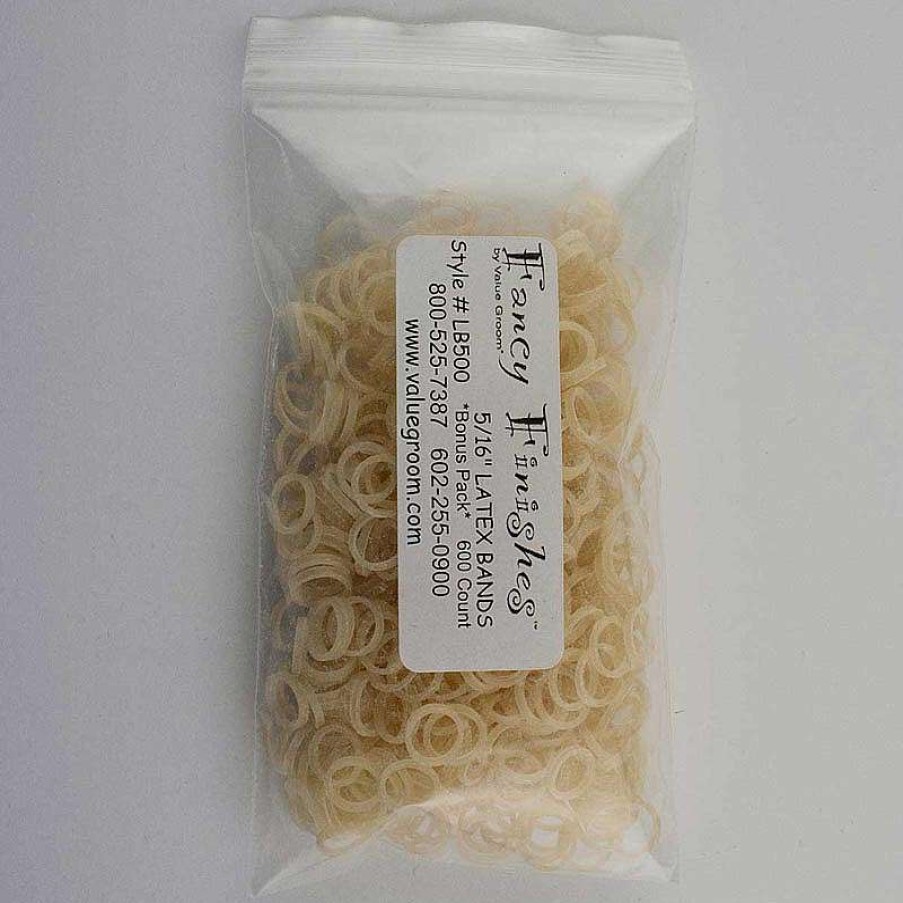 Fancy Finishes™
by Value Groom*
5/16" LATEX BANDS
*Bonus Pack* 600 Count
Style # LB500
800-525-7387 602-255-0900
www.valuegroom.com